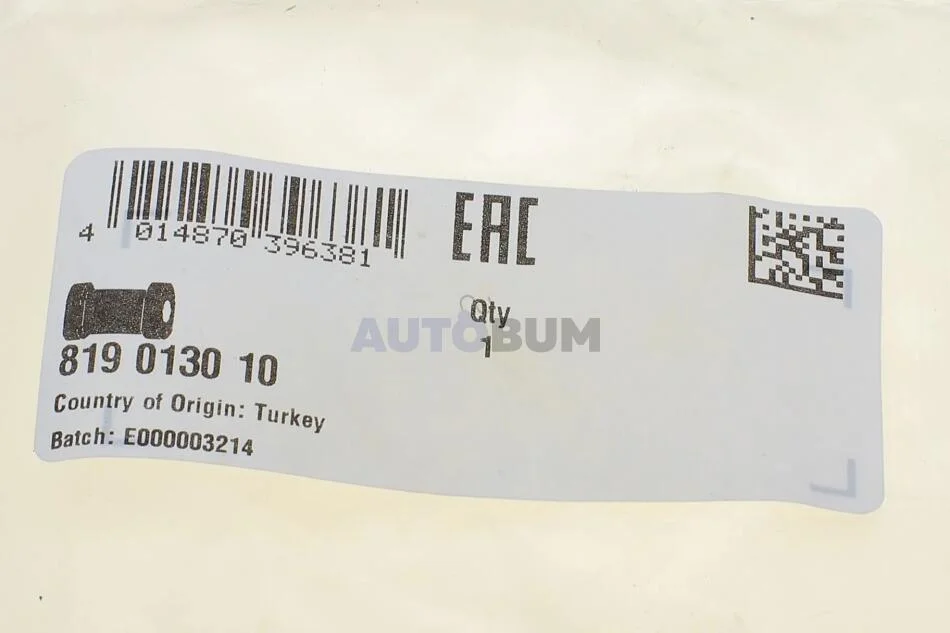 4 014870 396381
EAC
819 0130 10
Qty
1
Country of Origin: Turkey
Batch: E000003214
AUTOBUM